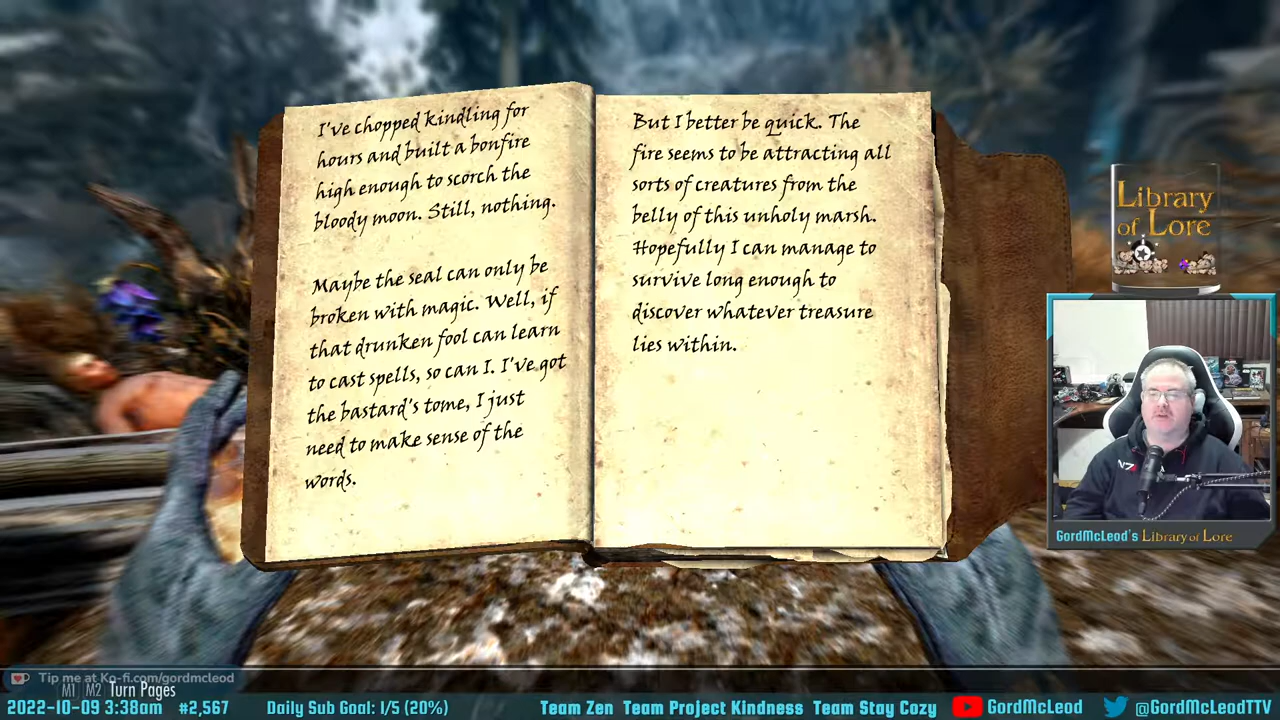 I've chopped kindling for
hours and built a bonfire
high enough to scorch the
bloody moon. Still, nothing.
Maybe the seal can only be
broken with magic. Well, if
that drunken fool can learn
to cast spells, so can I. I've got
the bastard's tome, I just
need to make sense of the
words.
But I better be quick. The
fire seems to be attracting all
sorts of creatures from the
belly of this unholy marsh.
Hopefully I can manage to
survive long enough to
discover whatever treasure
lies within.
Library
of Lore
N7
GordMcLeod's Library of Lore
Tip me at Ko-fi.com/gordmcleod
M1 M2 Turn Pages
2022-10-09 3:38am #2,567 Daily Sub Goal: 1/5 (20%) Team Zen Team Project Kindness Team Stay Cozy GordMcLeod @GordMcLeodTTV